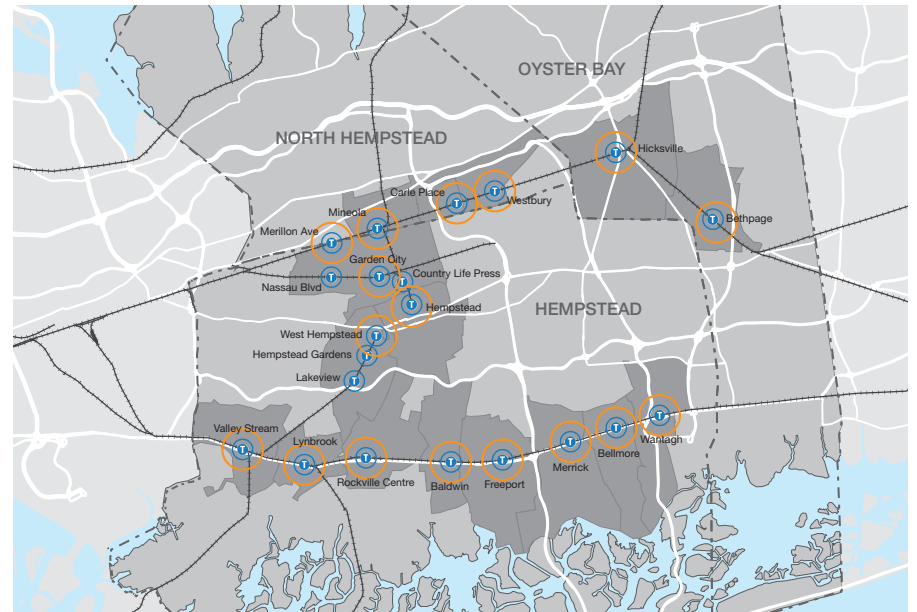 OYSTER BAY
NORTH HEMPSTEAD
Hicksville
T
Carle Place
T
T
Westbury
Mineola
T
T
Bethpage
Merillon Ave
T
Garden City
Country Life Press
T
T
T
Nassau Blvd
T
Hempstead
HEMPSTEAD
West Hempstead
T
Hempstead Gardens
T
Lakeview
T
Valley Stream
T
Lynbrook
T
T
Rockville Centre
T
Baldwin
T
Freeport
T
Merrick
T
Bellmore
T
Wantagh